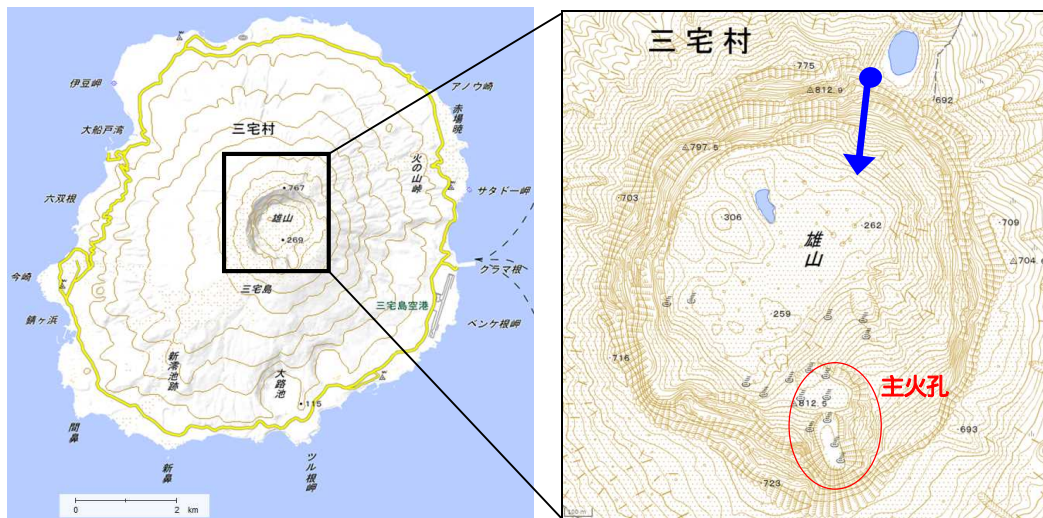 伊豆岬
大船戸湾
六双根
今崎
錆ヶ浜
間鼻
新鼻
ツル根岬
ベンケ根岬
クラマ根
サタドー岬
火の山峠
赤場暁
アノウ崎
三宅村
767
雄山
269
三宅島
三宅島空港
新澪池跡
大路池
115
0 2 km
三宅村
775
812.9
692
797.5
703
306
262
709
704.6
雄山
259
716
812.5
主火孔
693
723
100 m